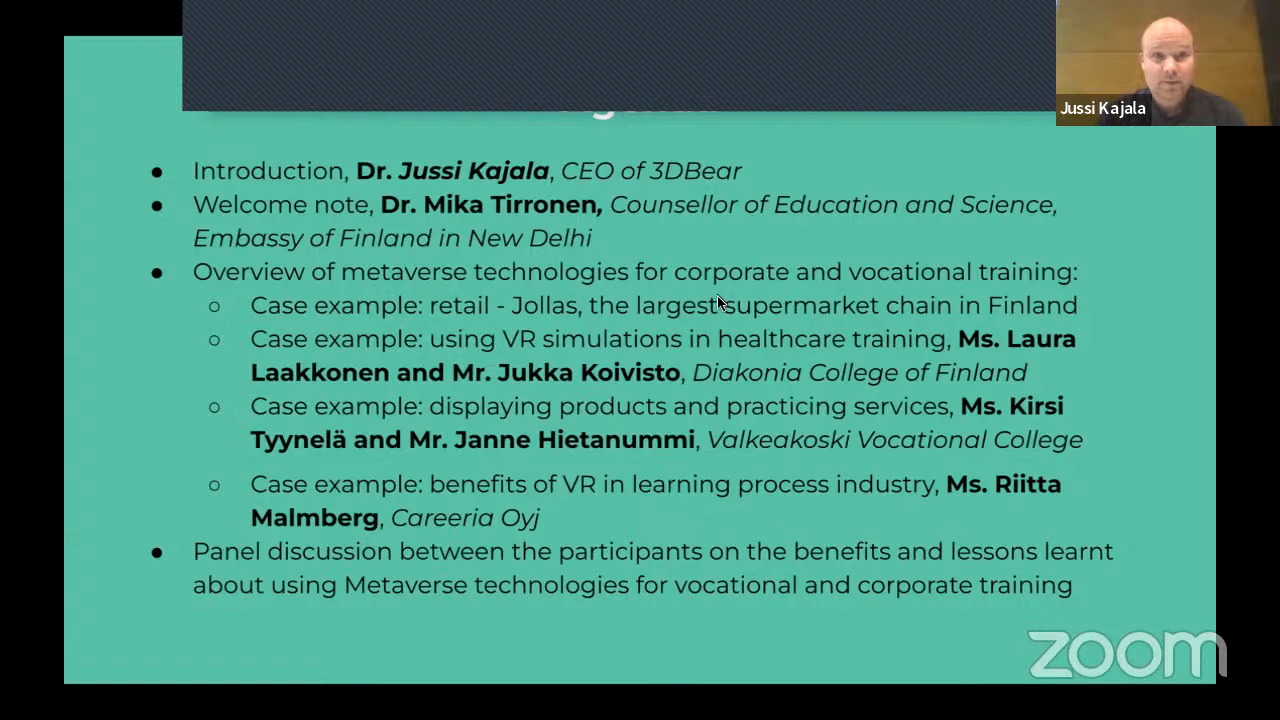 Jussi Kajala
● Introduction, Dr. Jussi Kajala, CEO of 3DBear
● Welcome note, Dr. Mika Tirronen, Counsellor of Education and Science,
Embassy of Finland in New Delhi
● Overview of metaverse technologies for corporate and vocational training:
○ Case example: retail - Jollas, the largest supermarket chain in Finland
○ Case example: using VR simulations in healthcare training, Ms. Laura
Laakkonen and Mr. Jukka Koivisto, Diakonia College of Finland
○ Case example: displaying products and practicing services, Ms. Kirsi
Tyynelä and Mr. Janne Hietanummi, Valkeakoski Vocational College
○ Case example: benefits of VR in learning process industry, Ms. Riitta
Malmberg, Careeria Oyj
● Panel discussion between the participants on the benefits and lessons learnt
about using Metaverse technologies for vocational and corporate training
zoom